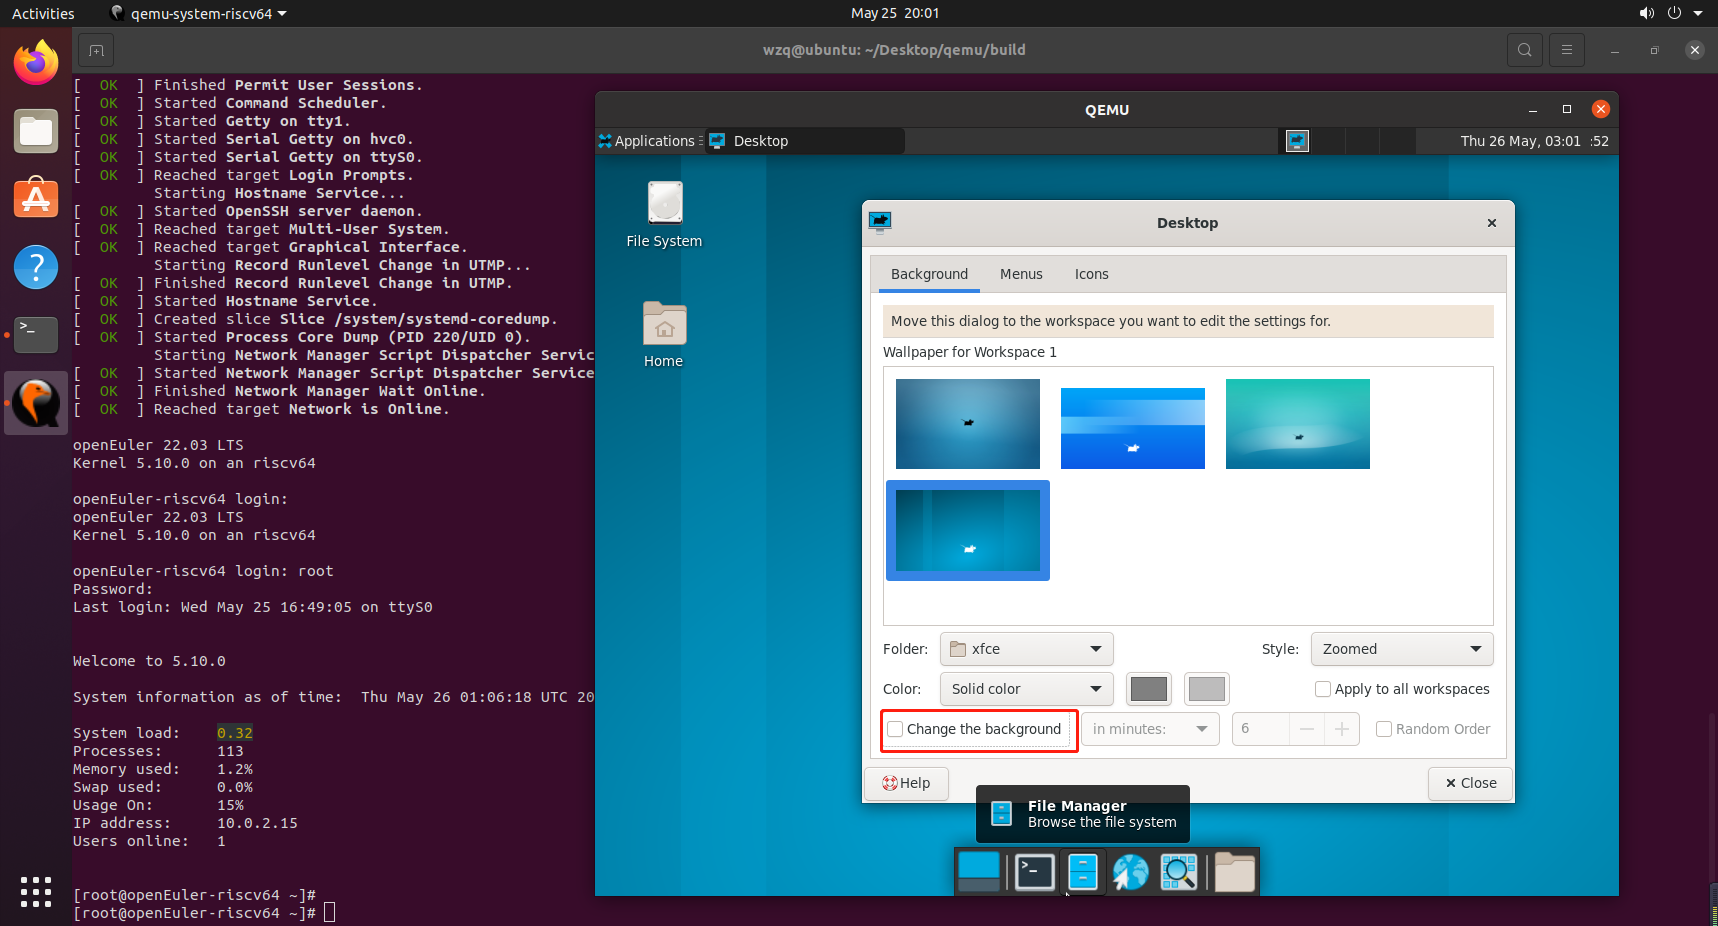 Activities
qemu-system-riscv64
May 25 20:01
wzq@ubuntu: ~/Desktop/qemu/build
[  OK  ] Finished Permit User Sessions.
[  OK  ] Started Command Scheduler.
[  OK  ] Started Getty on tty1.
[  OK  ] Started Serial Getty on hvc0.
[  OK  ] Started Serial Getty on ttyS0.
[  OK  ] Reached target Login Prompts.
Starting Hostname Service...
[  OK  ] Started OpenSSH server daemon.
[  OK  ] Reached target Multi-User System.
[  OK  ] Reached target Graphical Interface.
Starting Record Runlevel Change in UTMP...
[  OK  ] Finished Record Runlevel Change in UTMP.
[  OK  ] Started Hostname Service.
[  OK  ] Created slice Slice /system/systemd-coredump.
[  OK  ] Started Process Core Dump (PID 220/UID 0).
Starting Network Manager Script Dispatcher Servic
[  OK  ] Started Network Manager Script Dispatcher Service
[  OK  ] Finished Network Manager Wait Online.
[  OK  ] Reached target Network is Online.
openEuler 22.03 LTS
Kernel 5.10.0 on an riscv64
openEuler-riscv64 login:
openEuler 22.03 LTS
Kernel 5.10.0 on an riscv64
openEuler-riscv64 login: root
Password:
Last login: Wed May 25 16:49:05 on ttyS0
Welcome to 5.10.0
System information as of time:  Thu May 26 01:06:18 UTC 20
System load:    0.32
Processes:      113
Memory used:    1.2%
Swap used:      0.0%
Usage On:       15%
IP address:     10.0.2.15
Users online:   1
[root@openEuler-riscv64 ~]#
[root@openEuler-riscv64 ~]#
QEMU
Applications
Desktop
Thu 26 May, 03:01 :52
File System
Home
Desktop
Background
Menus
Icons
Move this dialog to the workspace you want to edit the settings for.
Wallpaper for Workspace 1
Folder:
xfce
Style:
Zoomed
Color:
Solid color
Apply to all workspaces
Change the background
in minutes:
6
Random Order
Help
Close
File Manager
Browse the file system